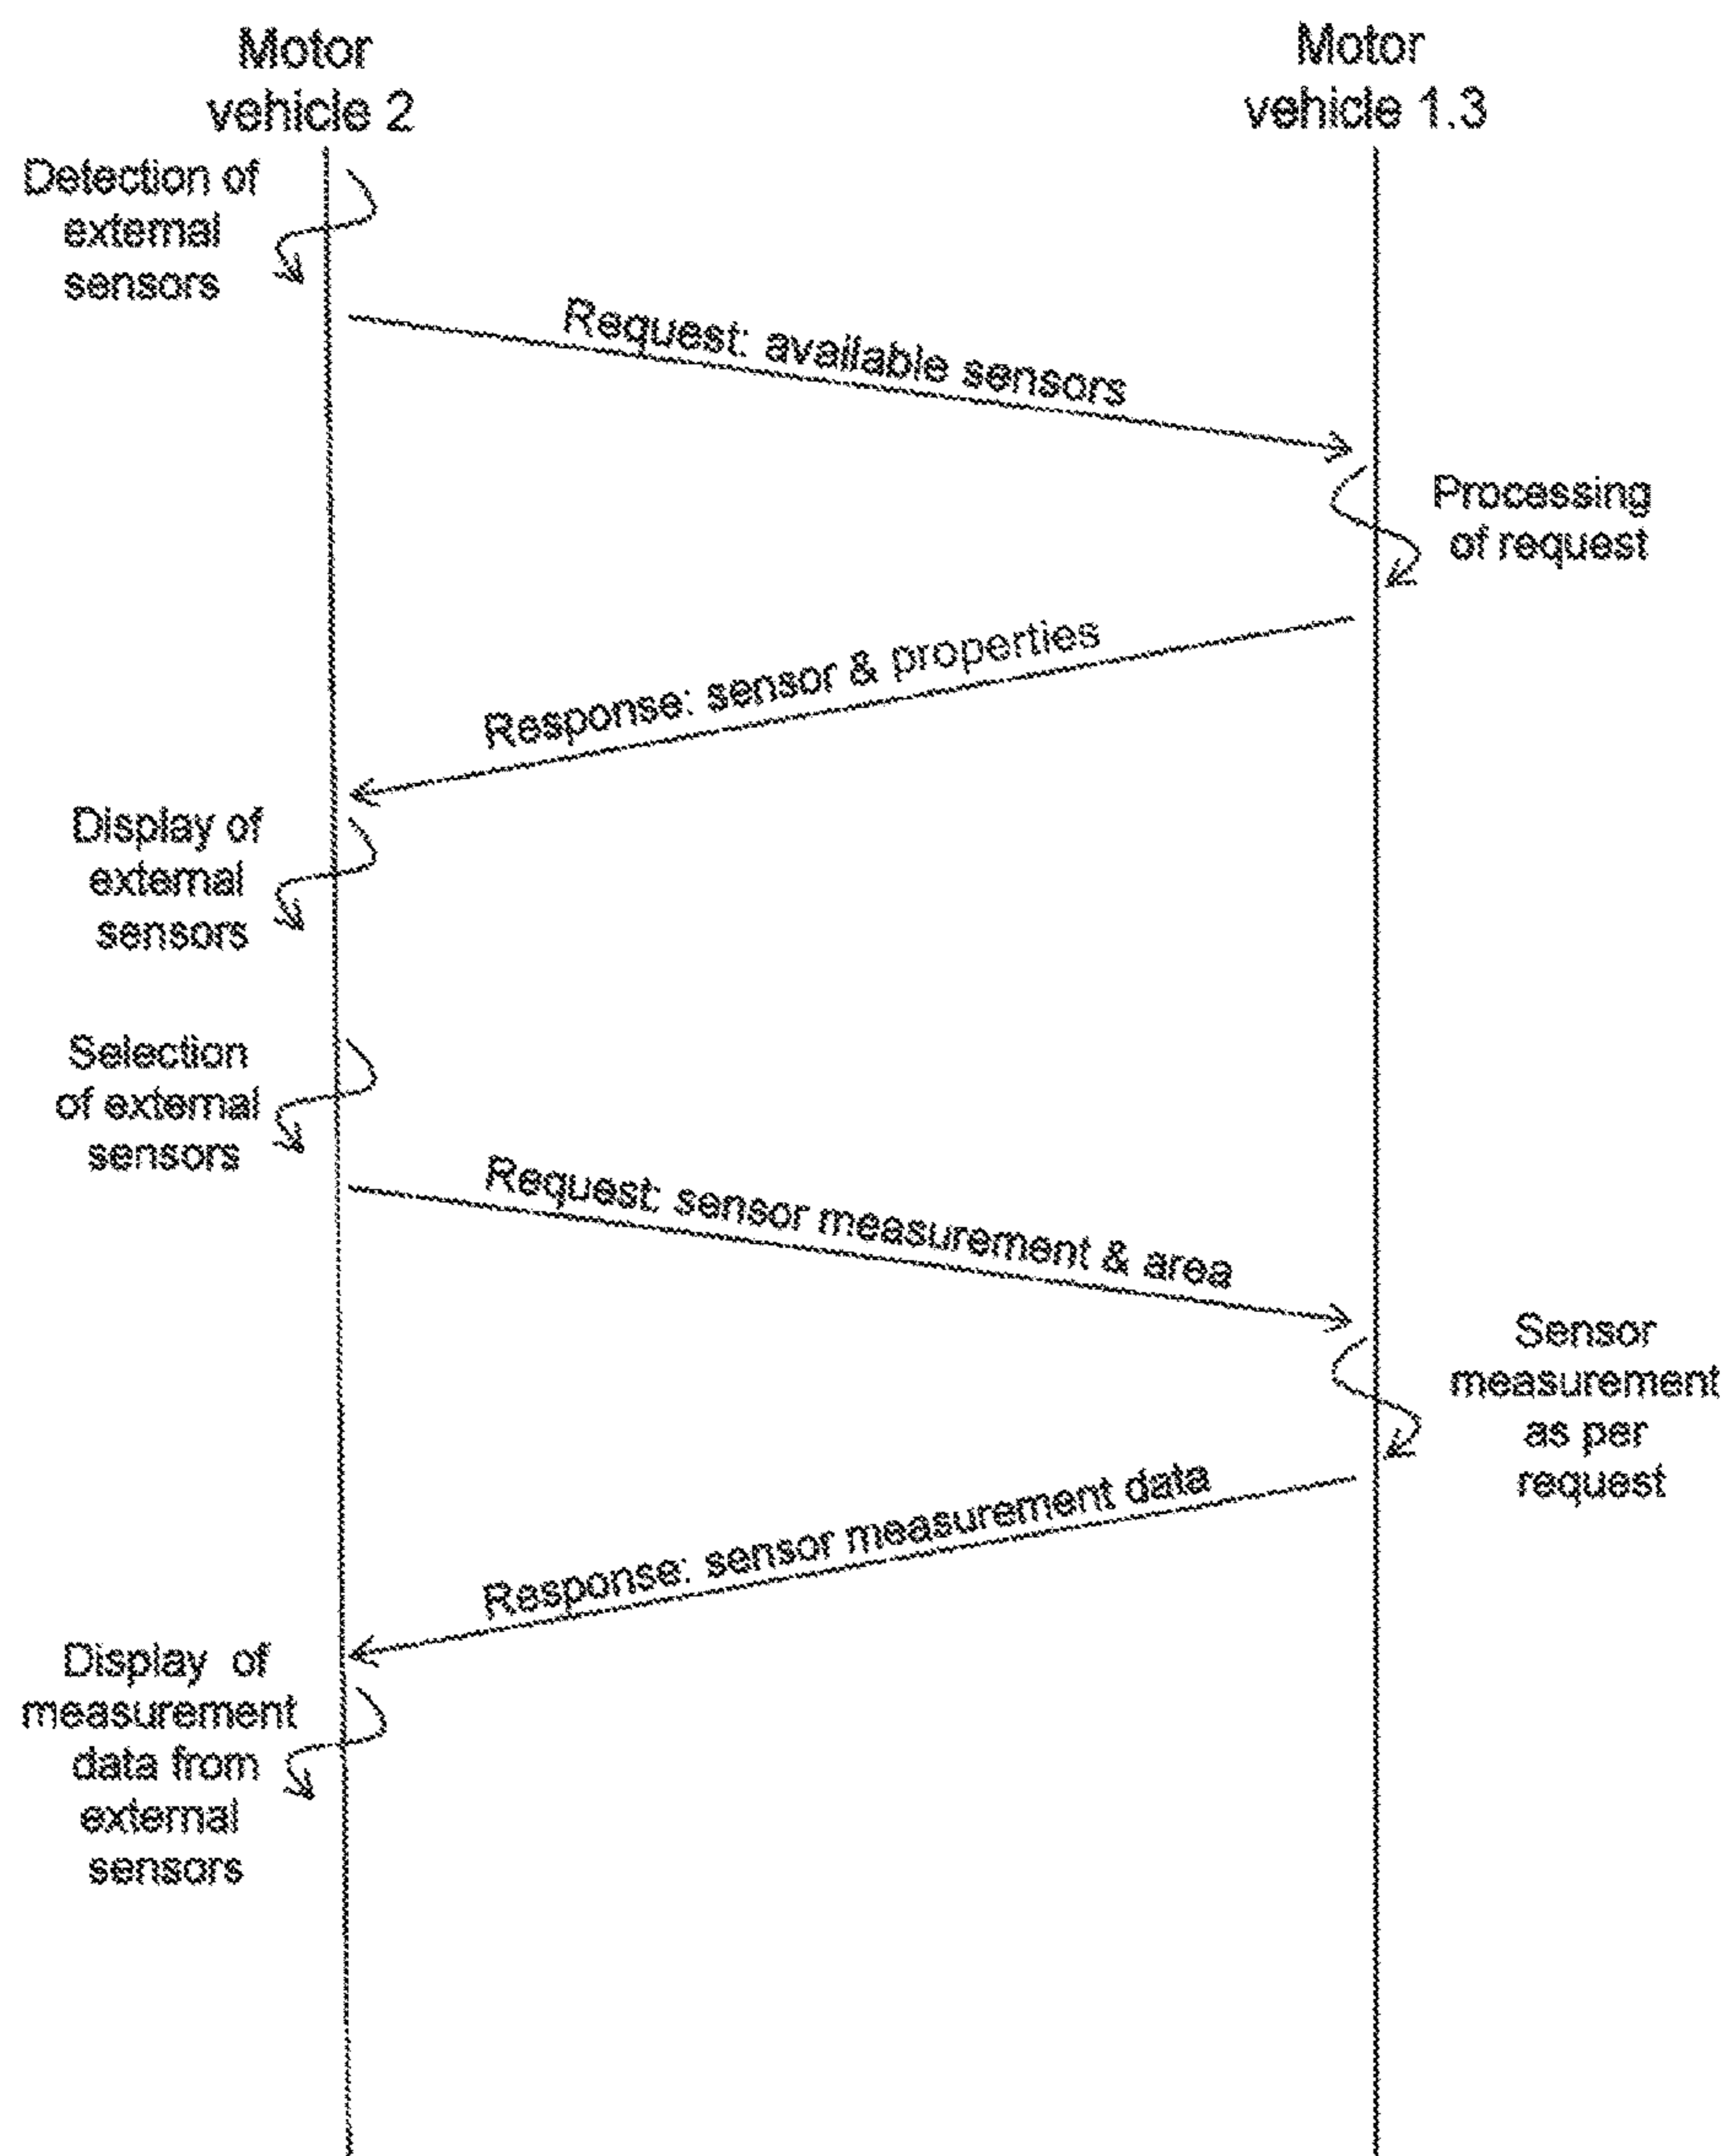 Motor
vehicle 2
Motor
vehicle 1.3
Detection of
external
sensors
Request: available sensors
Processing
of request
Response: sensor & properties
Display of
external
sensors
Selection
of external
sensors
Request: sensor measurement & area
Sensor
measurement
as per
request
Response: sensor measurement data
Display of
measurement
data from
external
sensors